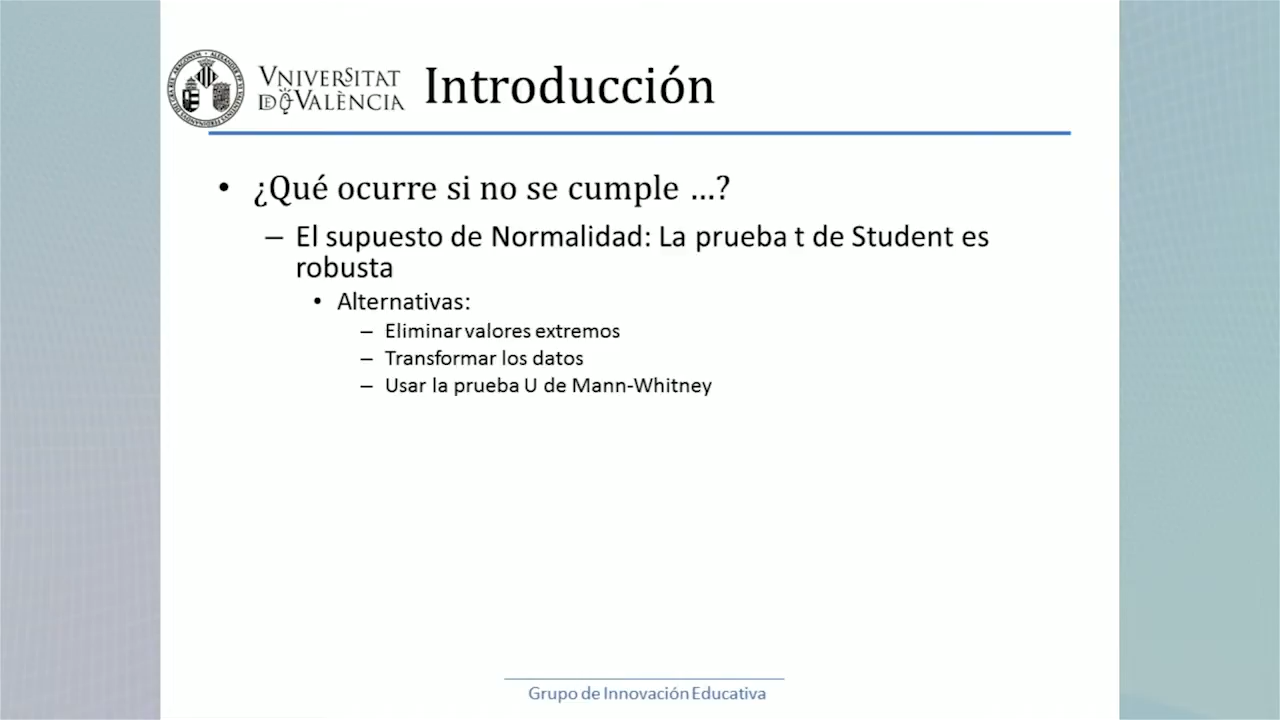 VNIVERSITAT
D VALÈNCIA
Introducción
• ¿Qué ocurre si no se cumple ...?
– El supuesto de Normalidad: La prueba t de Student es
robusta
• Alternativas:
– Eliminar valores extremos
– Transformar los datos
– Usar la prueba U de Mann-Whitney
Grupo de Innovación Educativa